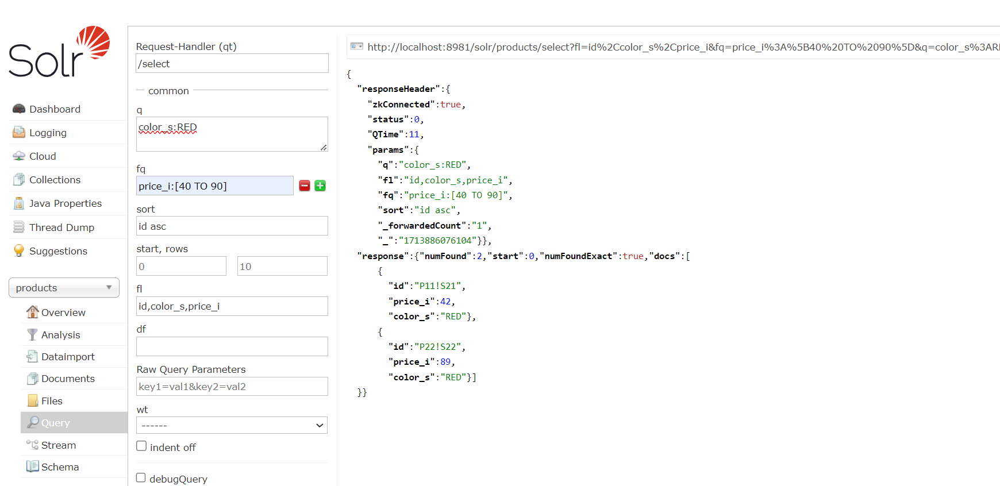 Solr
Dashboard
Logging
Cloud
Collections
Java Properties
Thread Dump
Suggestions
products
Overview
Analysis
Dataimport
Documents
Files
Query
Stream
Schema
Request-Handler (qt)
/select
common
q
color_s:RED
fq
price_i:[40 TO 90]
sort
id asc
start, rows
0 10
fl
id,color_s,price_i
df
Raw Query Parameters
key1=val1&key2=val2
wt
------
indent off
debugQuery
http://localhost:8981/solr/products/select?fl=id%2Ccolor_s%2Cprice_i&fq=price_i%3A%5B40%20TO%2090%5D&q=color_s%3ARE
{
"responseHeader":{
"zkConnected":true,
"status":0,
"QTime":11,
"params":{
"q":"color_s:RED",
"fl":"id,color_s,price_i",
"fq":"price_i:[40 TO 90]",
"sort":"id asc",
"_forwardedCount":"1",
"_":"1713886076104"}},
"response":{"numFound":2,"start":0,"numFoundExact":true,"docs":[
{
"id":"P11!S21",
"price_i":42,
"color_s":"RED"},
{
"id":"P22!S22",
"price_i":89,
"color_s":"RED"}]
}}